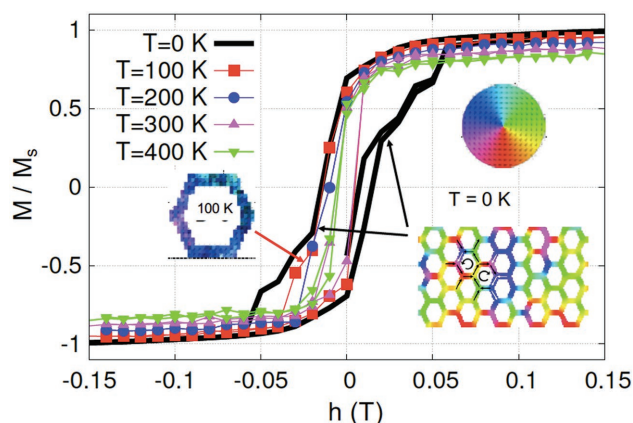 1
0.5
0
-0.5
-1
M / Ms
T=0 K
T=100 K
T=200 K
T=300 K
T=400 K
100 K
T = 0 K
-0.15
-0.1
-0.05
0
0.05
0.1
0.15
h (T)